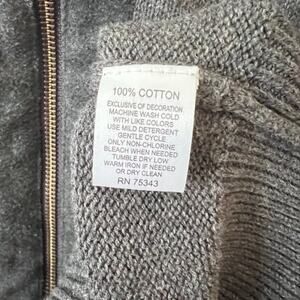 100% COTTON
EXCLUSIVE OF DECORATION
MACHINE WASH COLD
WITH LIKE COLORS
USE MILD DETERGENT
GENTLE CYCLE
ONLY NON-CHLORINE
BLEACH WHEN NEEDED
TUMBLE DRY LOW
WARM IRON IF NEEDED
OR DRY CLEAN
RN 75343